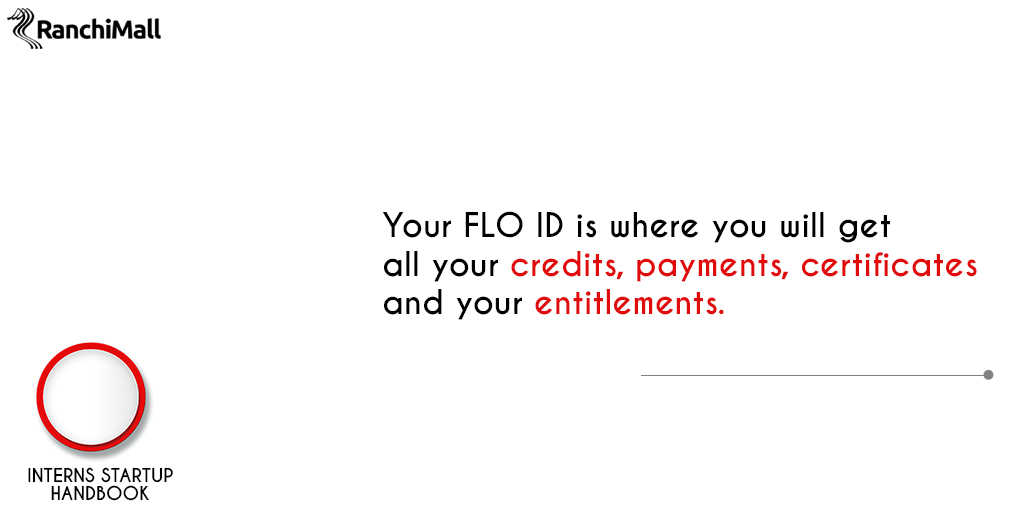 RanchiMall
Your FLO ID is where you will get
all your credits, payments, certificates
and your entitlements.
INTERNS STARTUP
HANDBOOK